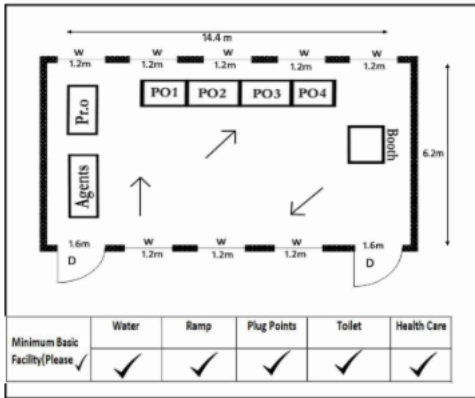 14.4 m
W W W W W
1.2m 1.2m 1.2m 1.2m 1.2m
Pr.o
PO1 PO2 PO3 PO4
Booth
6.2m
Agents
1.6m W W W 1.6m
D 1.2m 1.2m 1.2m D
Water Ramp Plug Points Toilet Health Care
Minimum Basic
Facility(Please ✓ ✓ ✓ ✓ ✓ ✓